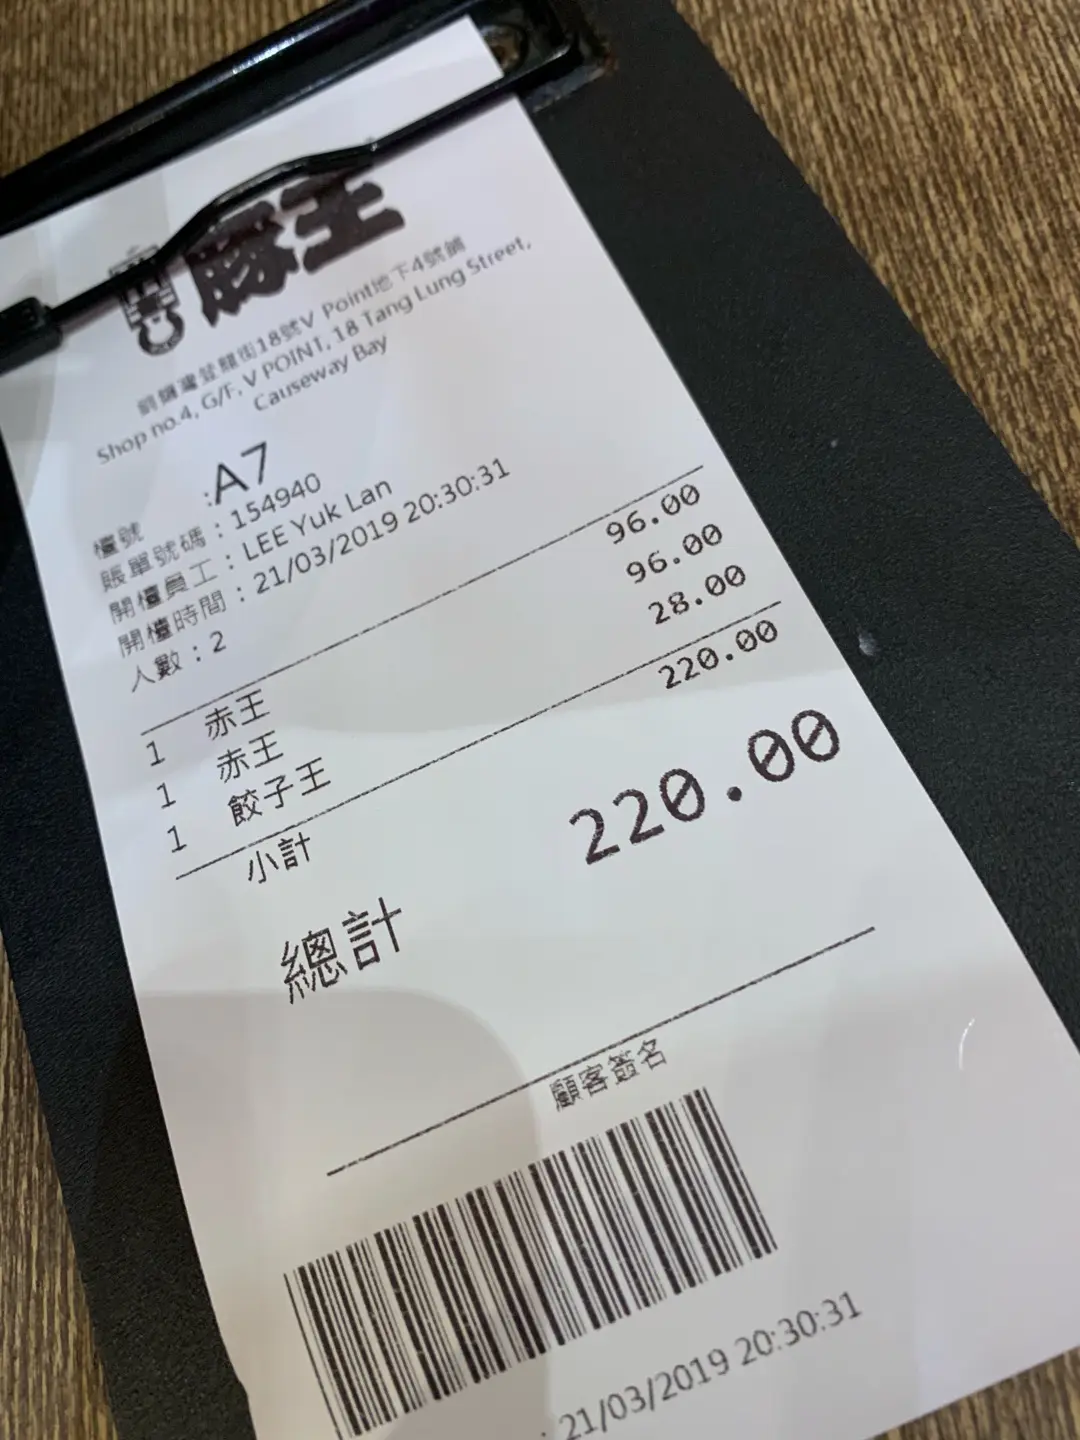 豚王
銅鑼灣登龍街18號V Point地下4號鋪
Shop no.4, G/F, V POINT, 18 Tang Lung Street,
Causeway Bay
檯號 :A7
賬單號碼 : 154940
開檯員工 : LEE Yuk Lan
開檯時間 : 21/03/2019 20:30:31
人數 : 2
1 赤王 96.00
1 赤王 96.00
1 餃子王 28.00
小計 220.00
總計 220.00
顧客簽名
: 21/03/2019 20:30:31